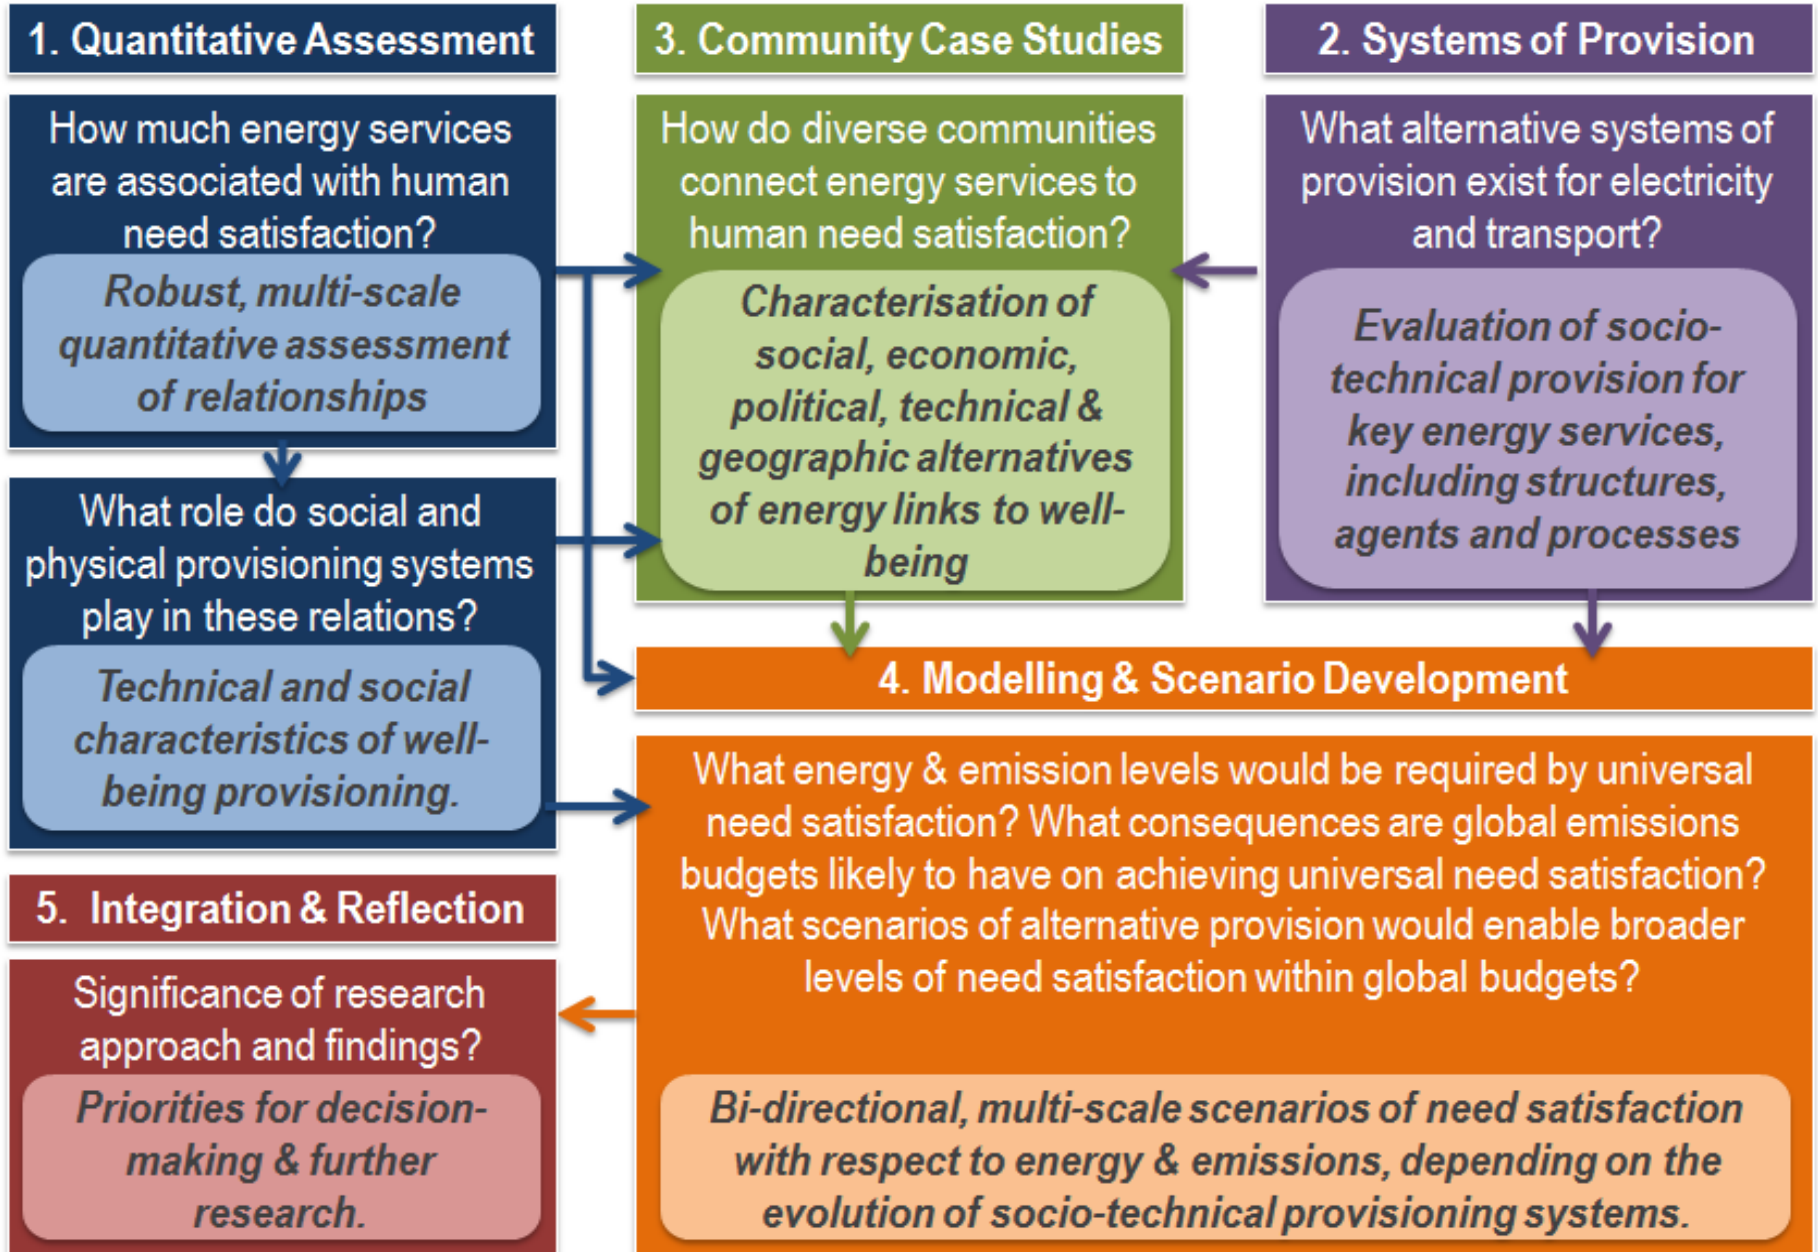 1. Quantitative Assessment
How much energy services
are associated with human
need satisfaction?
Robust, multi-scale
quantitative assessment
of relationships
What role do social and
physical provisioning systems
play in these relations?
Technical and social
characteristics of well-
being provisioning.
3. Community Case Studies
How do diverse communities
connect energy services to
human need satisfaction?
Characterisation of
social, economic,
political, technical &
geographic alternatives
of energy links to well-
being
2. Systems of Provision
What alternative systems of
provision exist for electricity
and transport?
Evaluation of socio-
technical provision for
key energy services,
including structures,
agents and processes
4. Modelling & Scenario Development
What energy & emission levels would be required by universal
need satisfaction? What consequences are global emissions
budgets likely to have on achieving universal need satisfaction?
What scenarios of alternative provision would enable broader
levels of need satisfaction within global budgets?
Bi-directional, multi-scale scenarios of need satisfaction
with respect to energy & emissions, depending on the
evolution of socio-technical provisioning systems.
5. Integration & Reflection
Significance of research
approach and findings?
Priorities for decision-
making & further
research.